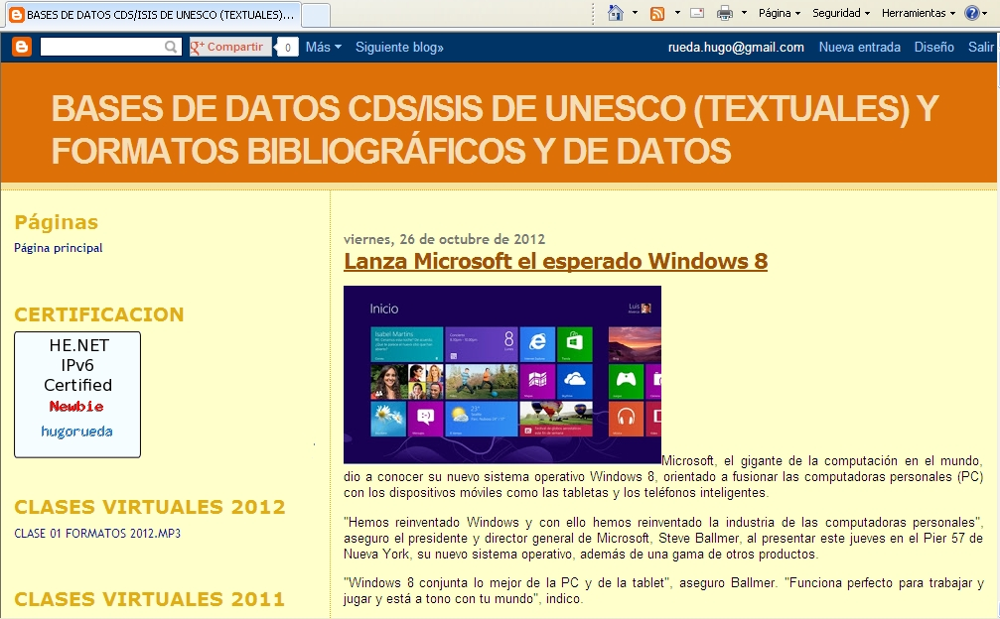 BASES DE DATOS CDS/ISIS DE UNESCO (TEXTUALES)...
Página Seguridad Herramientas
Compartir 0 Más Siguiente blog» rueda.hugo@gmail.com Nueva entrada Diseño Salir
BASES DE DATOS CDS/ISIS DE UNESCO (TEXTUALES) Y
FORMATOS BIBLIOGRÁFICOS Y DE DATOS
Páginas
Página principal
CERTIFICACION
HE.NET
IPv6
Certified
Newbie
hugorueda
CLASES VIRTUALES 2012
CLASE 01 FORMATOS 2012.MP3
CLASES VIRTUALES 2011
viernes, 26 de octubre de 2012
Lanza Microsoft el esperado Windows 8
Inicio
Luis
Isabel Martins
8
23°
Microsoft, el gigante de la computación en el mundo,
dio a conocer su nuevo sistema operativo Windows 8, orientado a fusionar las computadoras personales (PC)
con los dispositivos móviles como las tabletas y los teléfonos inteligentes.
"Hemos reinventado Windows y con ello hemos reinventado la industria de las computadoras personales",
aseguro el presidente y director general de Microsoft, Steve Ballmer, al presentar este jueves en el Pier 57 de
Nueva York, su nuevo sistema operativo, además de una gama de otros productos.
"Windows 8 conjunta lo mejor de la PC y de la tablet", aseguro Ballmer. "Funciona perfecto para trabajar y
jugar y está a tono con tu mundo", indico.